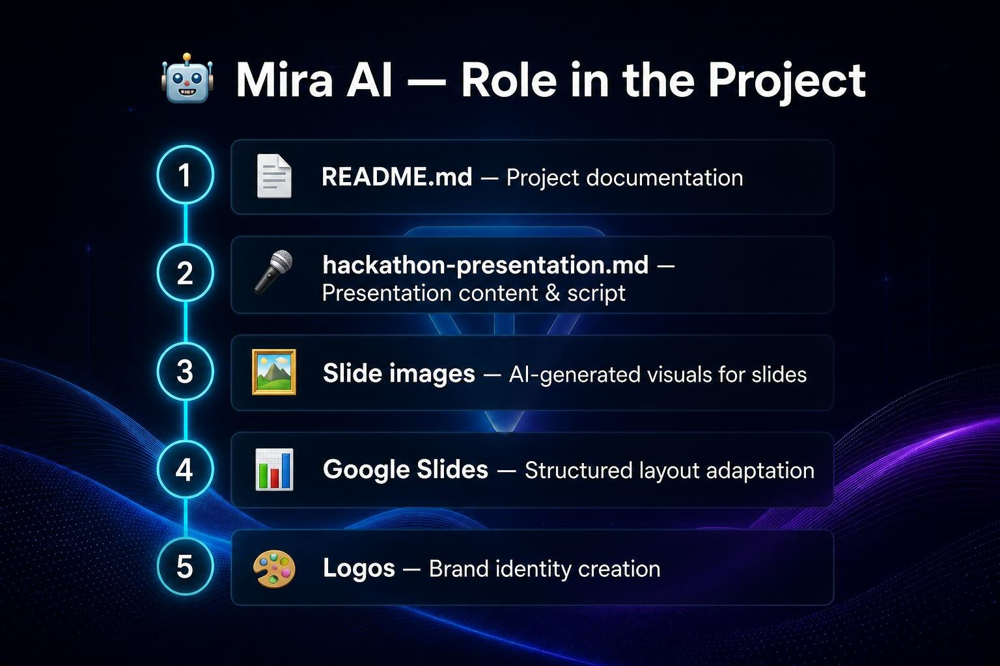 🤖 Mira AI — Role in the Project
1
README.md — Project documentation
2
hackathon-presentation.md —
Presentation content & script
3
Slide images — AI-generated visuals for slides
4
Google Slides — Structured layout adaptation
5
Logos — Brand identity creation